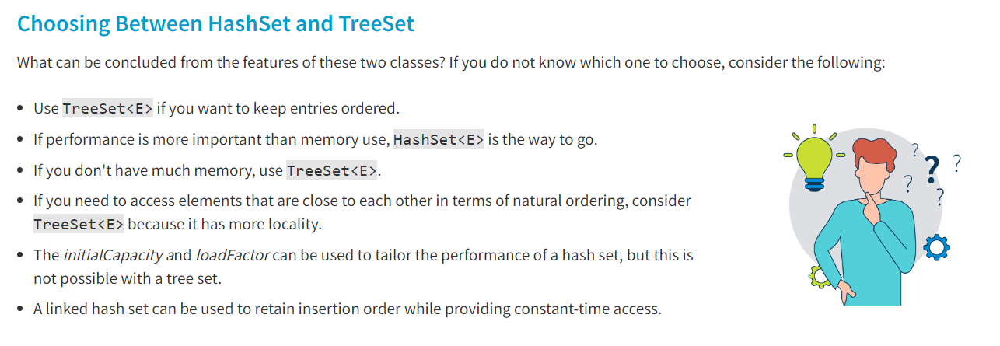 Choosing Between HashSet and TreeSet
What can be concluded from the features of these two classes? If you do not know which one to choose, consider the following:
• Use TreeSet<E> if you want to keep entries ordered.
• If performance is more important than memory use, HashSet<E> is the way to go.
• If you don't have much memory, use TreeSet<E>.
• If you need to access elements that are close to each other in terms of natural ordering, consider
TreeSet<E> because it has more locality.
• The initialCapacity and loadFactor can be used to tailor the performance of a hash set, but this is
not possible with a tree set.
• A linked hash set can be used to retain insertion order while providing constant-time access.
? ? ? ? ?